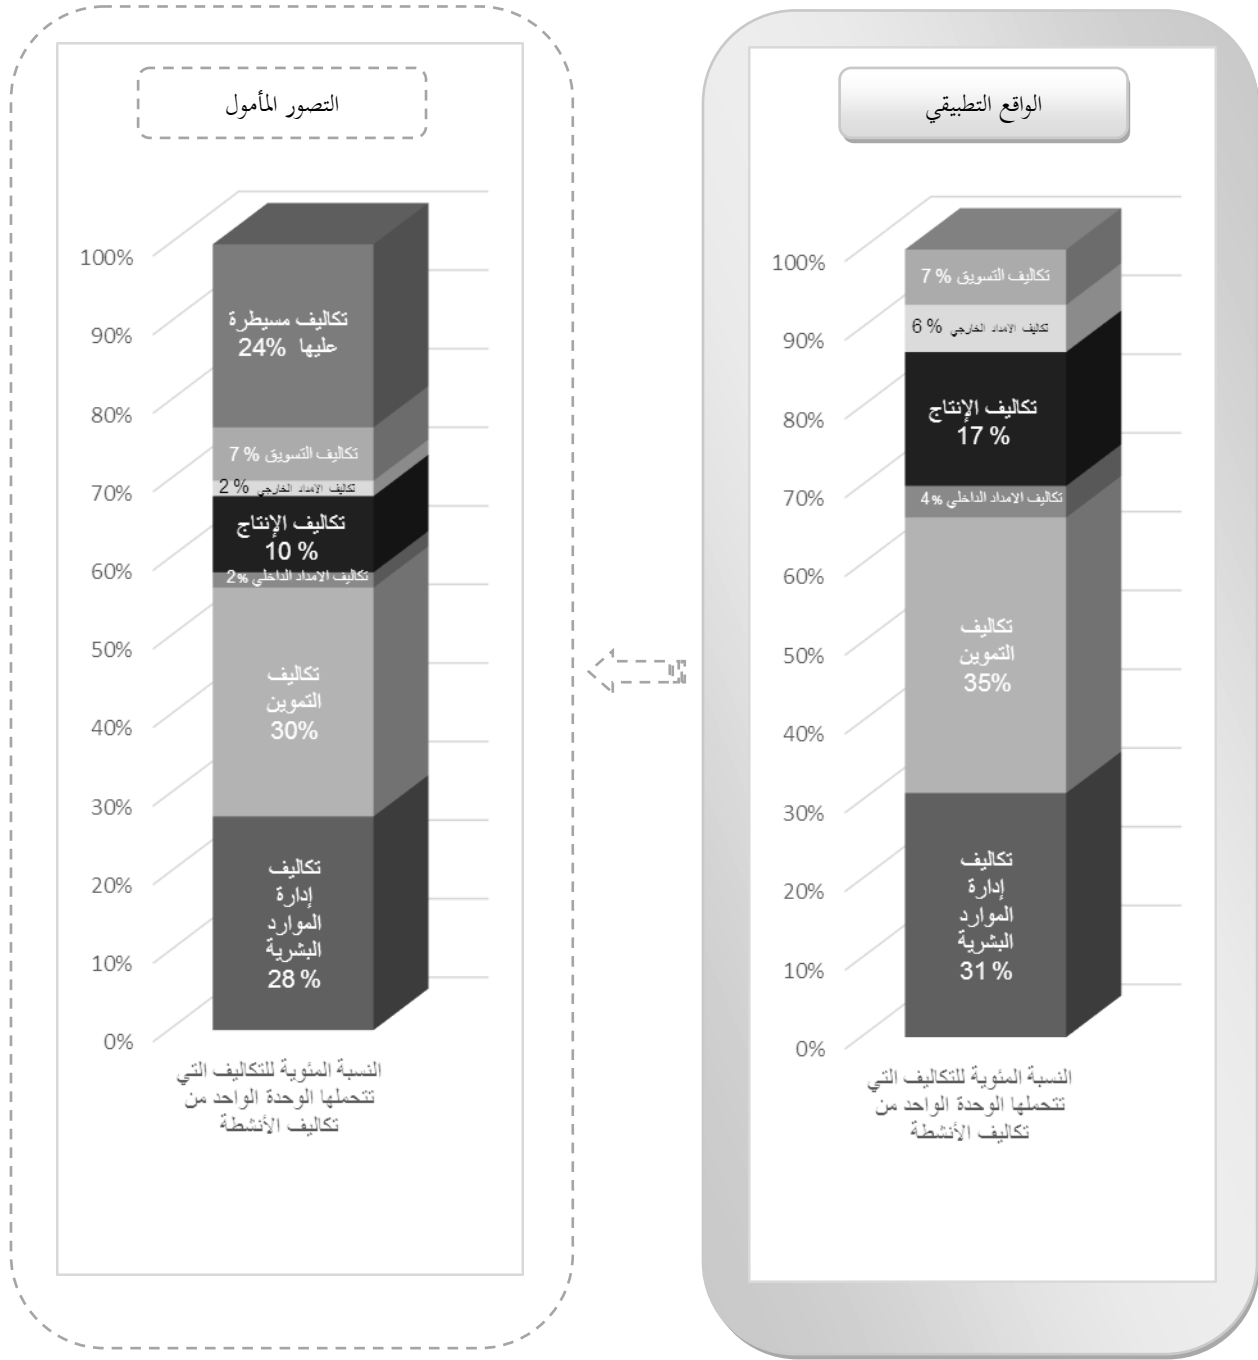 الواقع التطبيقي
100%
90%
80%
70%
60%
50%
40%
30%
20%
10%
0%
تكاليف التسويق % 7
تكاليف الامداد الخارجي % 6
تكاليف الإنتاج
17 %
تكاليف الامداد الداخلي %4
تكاليف
التموين
35%
تكاليف
إدارة
الموارد
البشرية
31 %
النسبة المئوية للتكاليف التي
تتحملها الوحدة الواحد من
تكاليف الأنشطة
التصور المأمول
100%
90%
80%
70%
60%
50%
40%
30%
20%
10%
0%
تكاليف مسيطرة
عليها 24%
تكاليف التسويق % 7
تكاليف الامداد الخارجي % 2
تكاليف الإنتاج
10 %
تكاليف الامداد الداخلي %2
تكاليف
التموين
30%
تكاليف
إدارة
الموارد
البشرية
28 %
النسبة المئوية للتكاليف التي
تتحملها الوحدة الواحد من
تكاليف الأنشطة